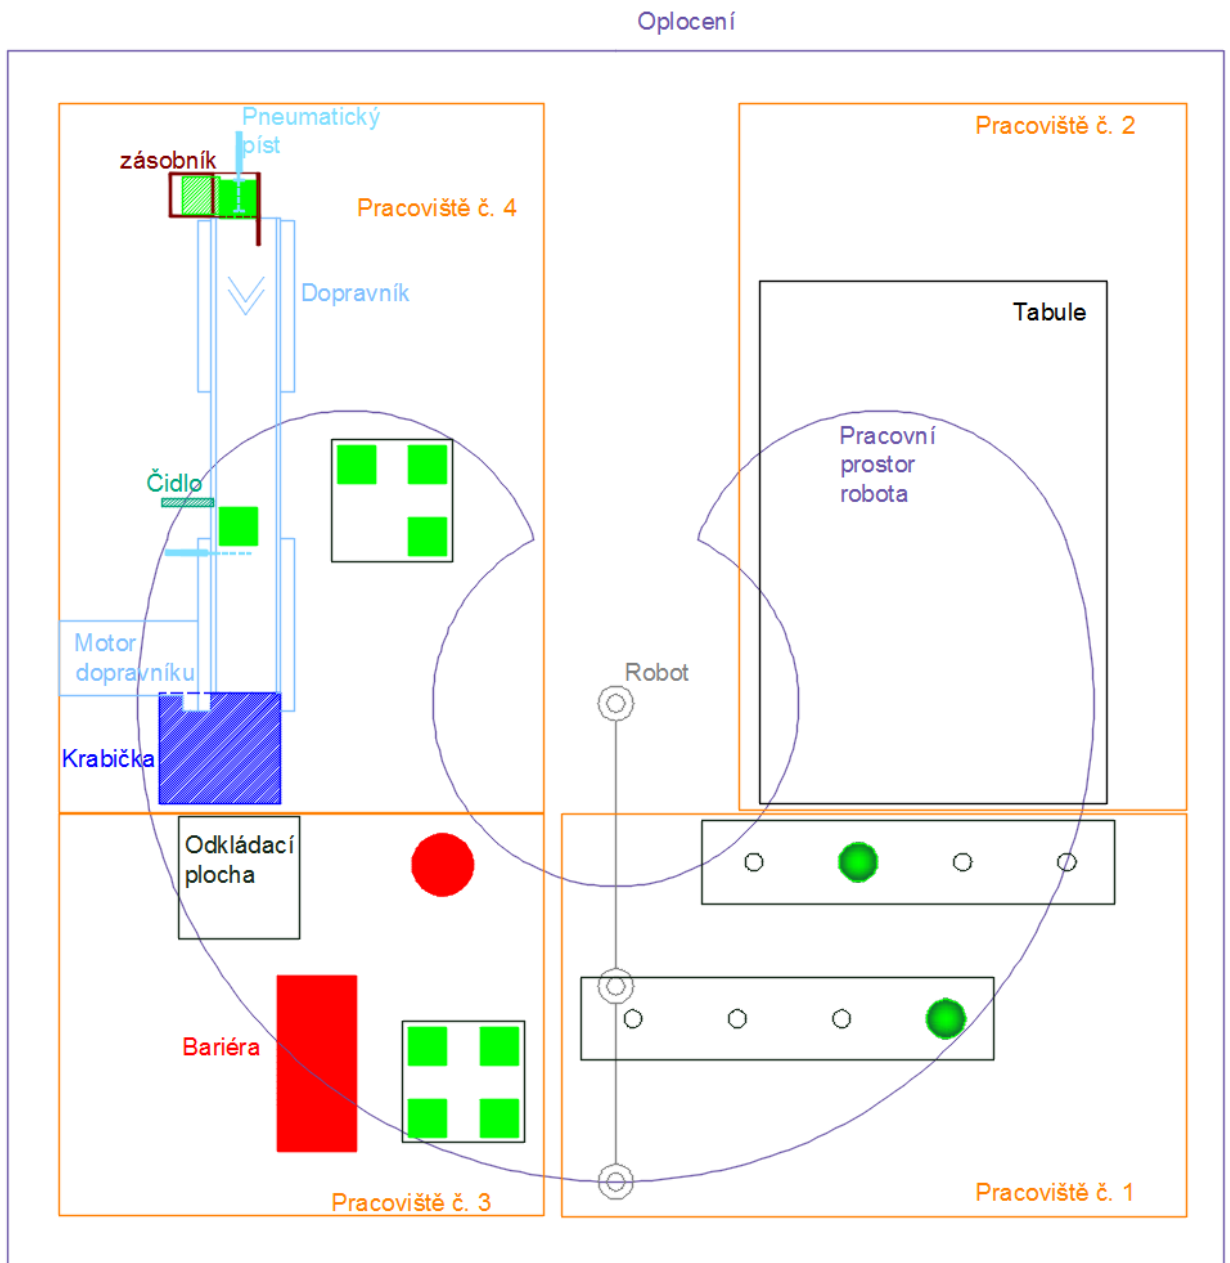 Oplocení
Pneumatický
píst
zásobník
Pracoviště č. 4
Pracoviště č. 2
Dopravník
Tabule
Pracovní
prostor
robota
Čidlo
Motor
dopravníku
Robot
Krabička
Odkládací
plocha
Bariéra
Pracoviště č. 3
Pracoviště č. 1